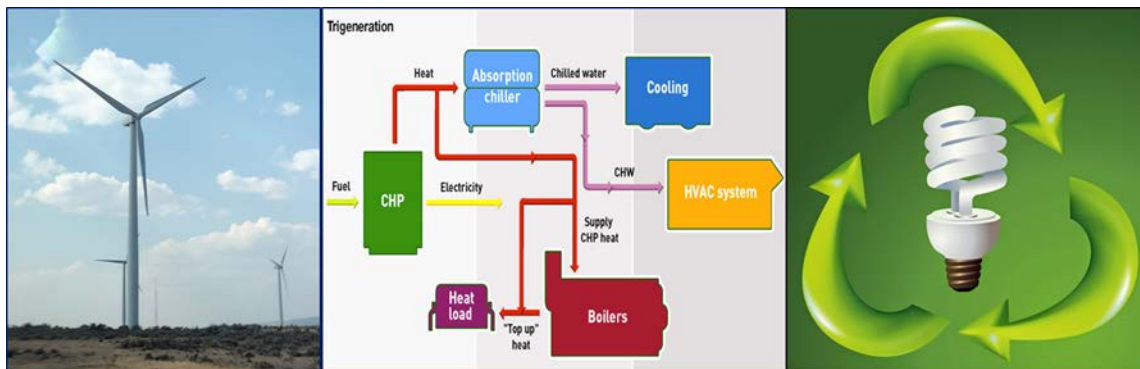 Trigeneration
Heat
Absorption
chiller
Chilled water
Cooling
Fuel
CHP
Electricity
CHW
HVAC system
Supply
CHP heat
Heat
load
"Top up"
heat
Boilers